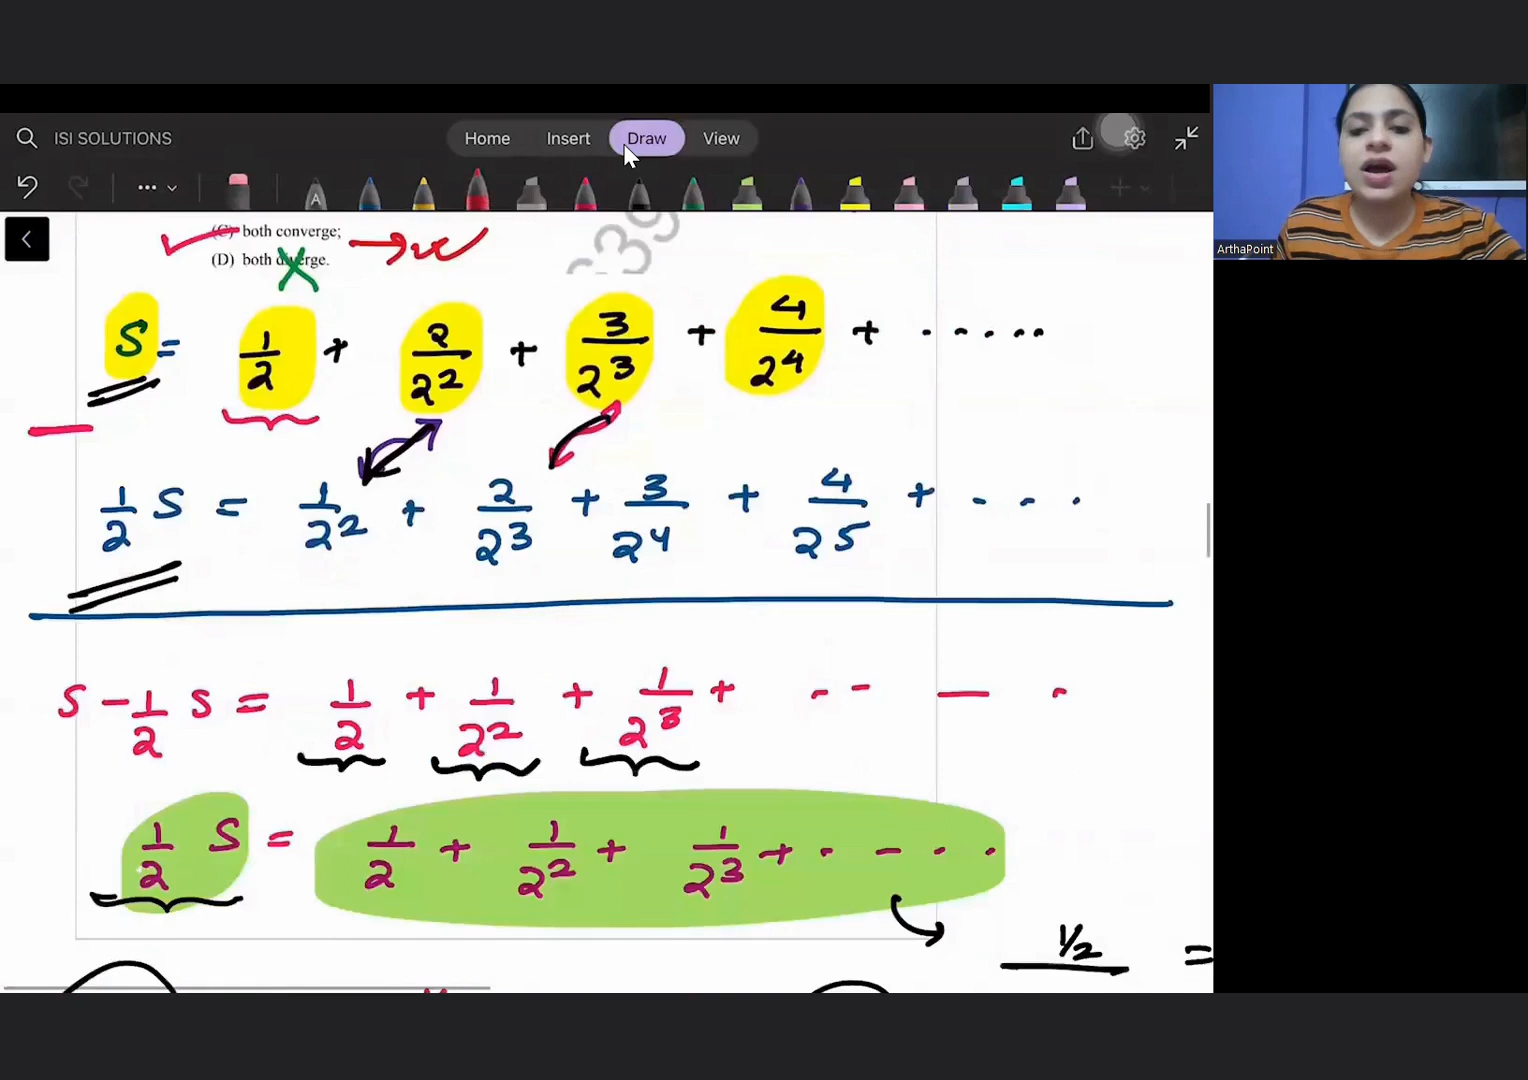 ISI SOLUTIONS
Home Insert Draw View
A
ArthaPoint
(C) both converge;
(D) both diverge.
39
S = 1/2 + 2/2² + 3/2³ + 4/2⁴ + .....
1/2 S = 1/2² + 2/2³ + 3/2⁴ + 4/2⁵ + - - .
S - 1/2 S = 1/2 + 1/2² + 1/2³ + - - — -
1/2 S = 1/2 + 1/2² + 1/2³ + - - - .
1/2 =